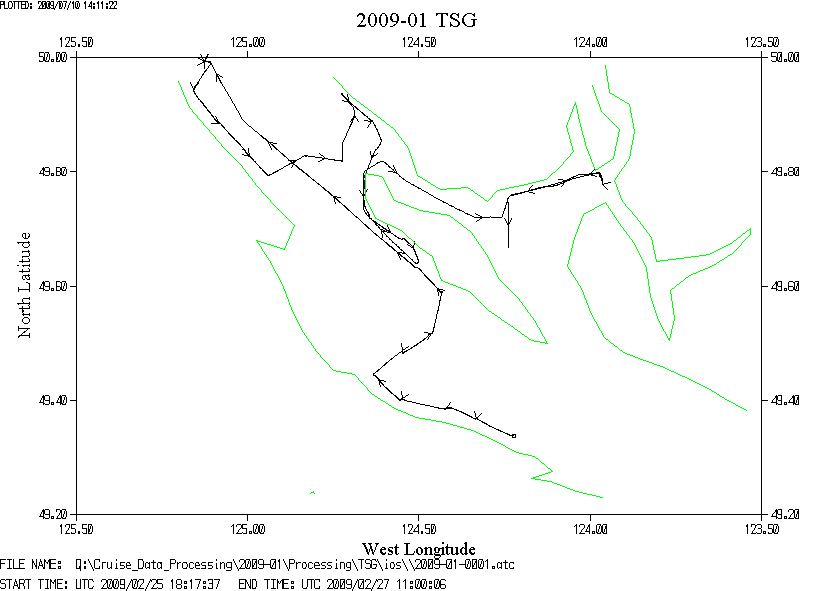 PLOTTED: 2009/07/10 14:11:22
2009-01 TSG
125.50 125.00 124.50 124.00 123.50
50.00 50.00
49.80 49.80
49.60 49.60
49.40 49.40
49.20 49.20
North Latitude
125.50 125.00 124.50 124.00 123.50
West Longitude
FILE NAME: Q:\Cruise_Data_Processing\2009-01\Processing\TSG\ios\\2009-01-0001.atc
START TIME: UTC 2009/02/25 18:17:37 END TIME: UTC 2009/02/27 11:00:06